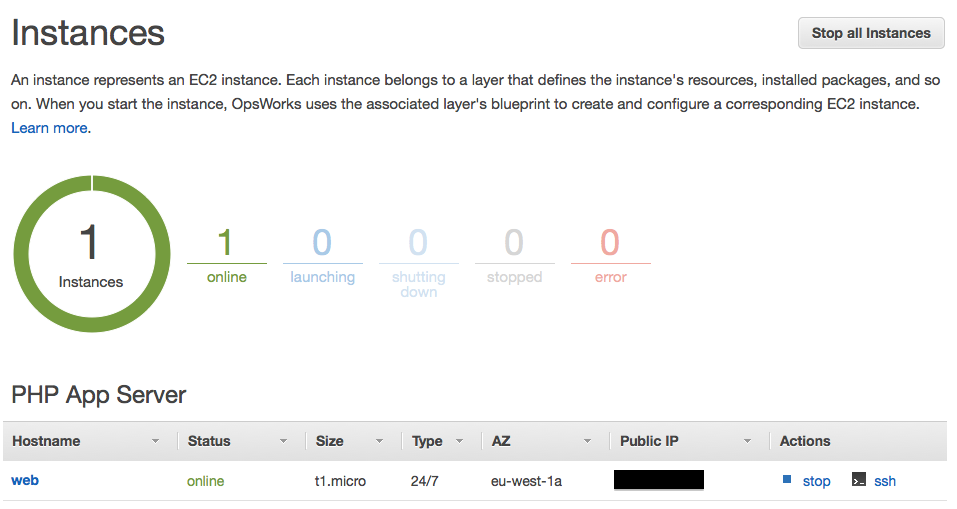 Instances
Stop all Instances
An instance represents an EC2 instance. Each instance belongs to a layer that defines the instance's resources, installed packages, and so
on. When you start the instance, OpsWorks uses the associated layer's blueprint to create and configure a corresponding EC2 instance.
Learn more.
1
Instances
1
online
0
launching
0
shutting
down
0
stopped
0
error
PHP App Server
Hostname Status Size Type AZ Public IP Actions
web online t1.micro 24/7 eu-west-1a stop ssh